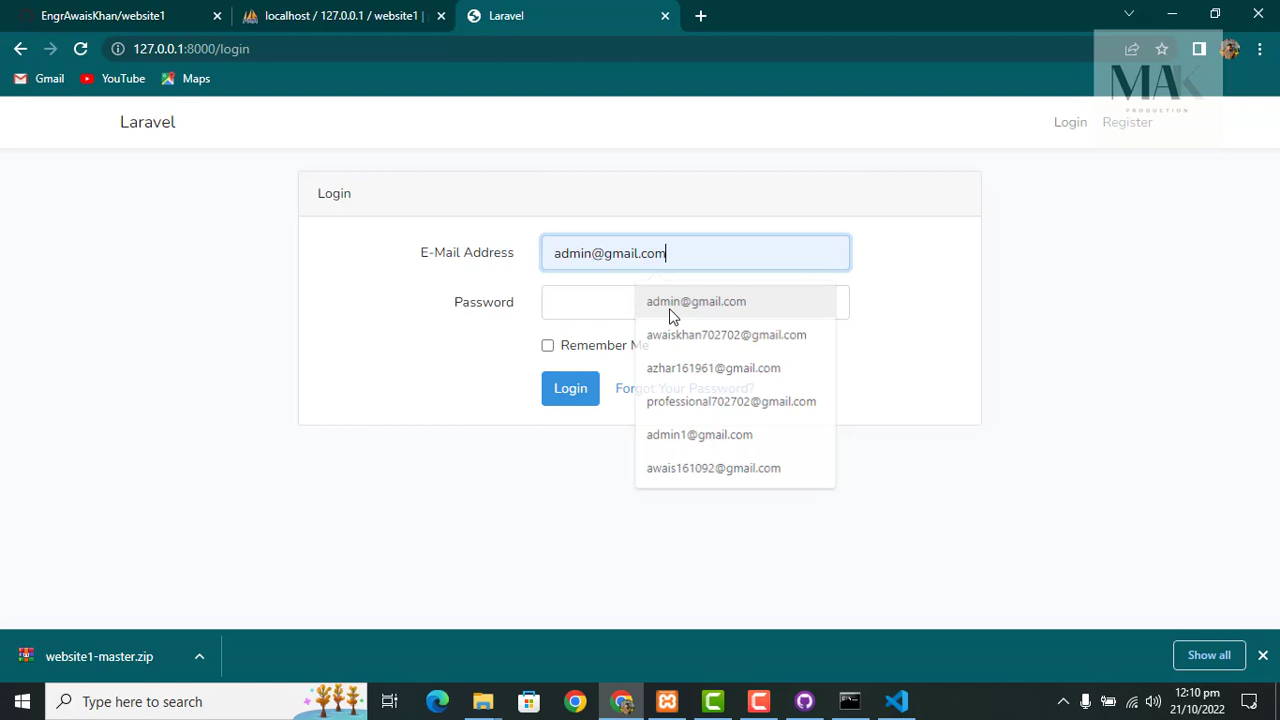 EngrAwaisKhan/website1
localhost / 127.0.0.1 / website1 |
Laravel
127.0.0.1:8000/login
Gmail
YouTube
Maps
MAK
PRODUCTION
Laravel
Login
Register
Login
E-Mail Address
admin@gmail.com
Password
admin@gmail.com
awaiskhan702702@gmail.com
Remember Me
azhar161961@gmail.com
Login
Forgot Your Password?
professional702702@gmail.com
admin1@gmail.com
awais161092@gmail.com
website1-master.zip
Show all
Type here to search
12:10 pm
21/10/2022